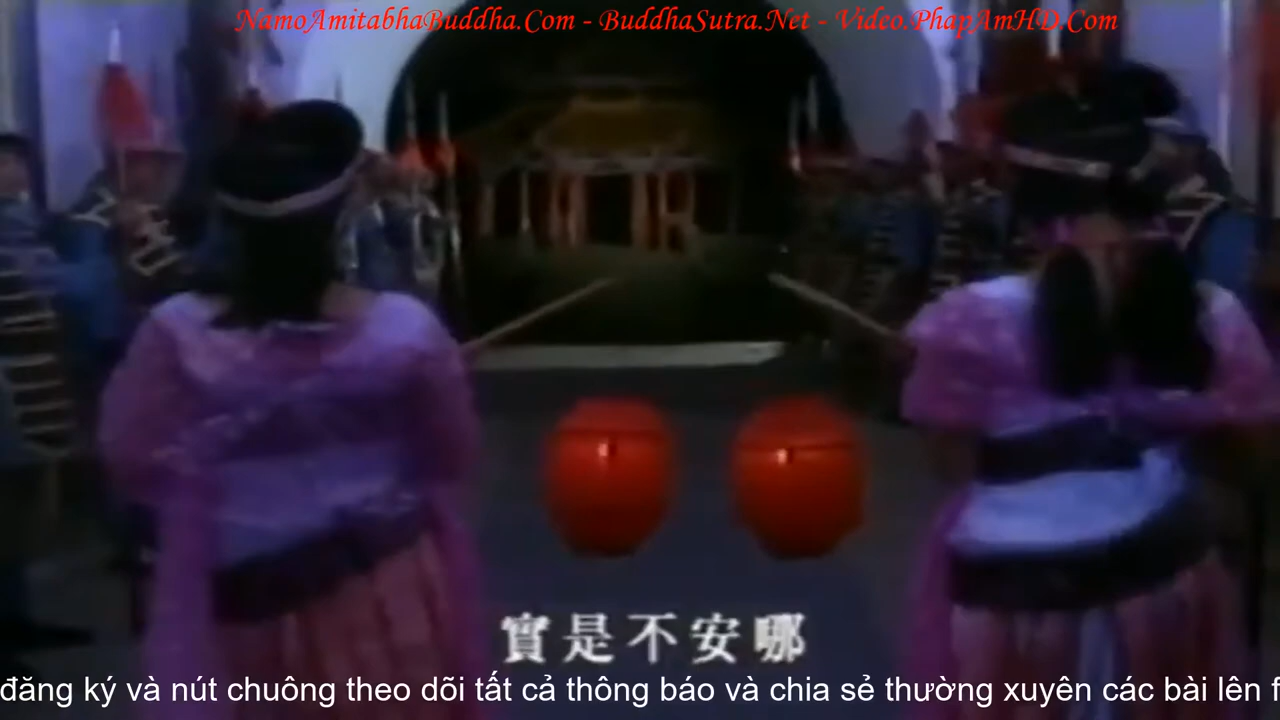 NamoAmitabhaBuddha.Com - BuddhaSutra.Net - Video.PhapAmHD.Com
實是不安哪
đăng ký và nút chuông theo dõi tất cả thông báo và chia sẻ thường xuyên các bài lên f